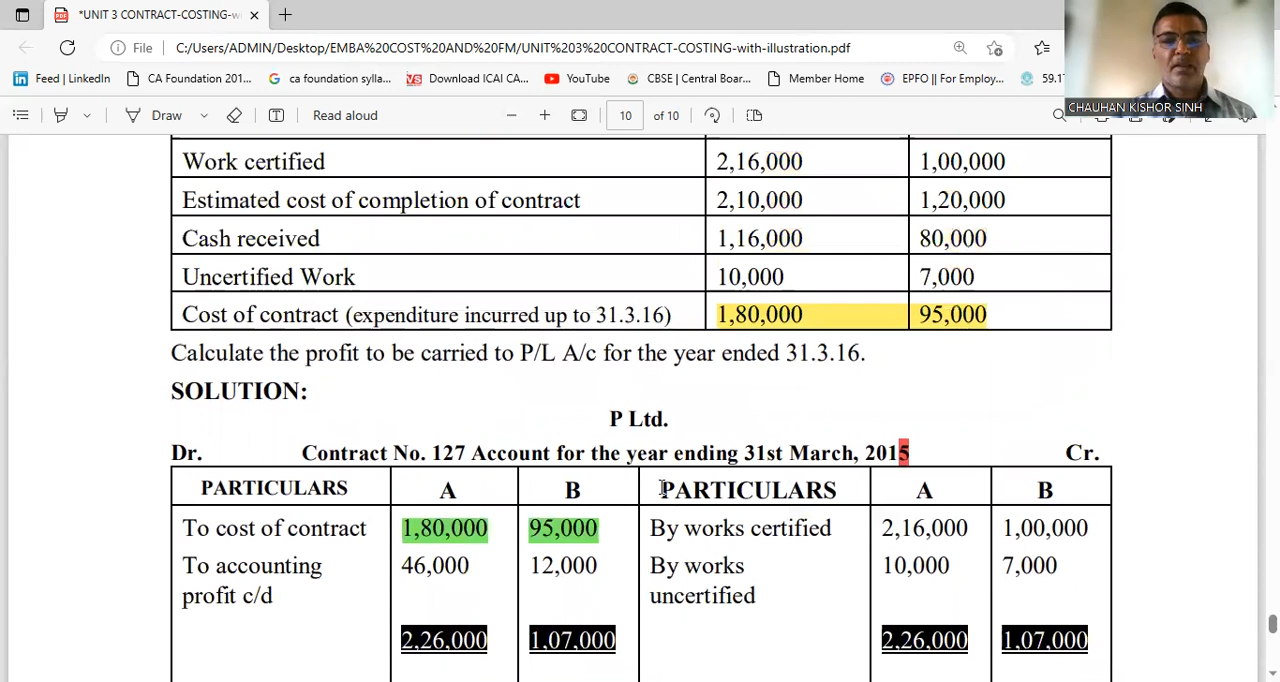 *UNIT 3 CONTRACT-COSTING-wi
File C:/Users/ADMIN/Desktop/EMBA%20COST%20AND%20FM/UNIT%203%20CONTRACT-COSTING-with-illustration.pdf
Feed | LinkedIn CA Foundation 201... ca foundation sylla... Download ICAI CA... YouTube CBSE | Central Boar... Member Home EPFO || For Employ... 59.1
CHAUHAN KISHOR SINH
Draw Read aloud 10 of 10
Work certified 2,16,000 1,00,000
Estimated cost of completion of contract 2,10,000 1,20,000
Cash received 1,16,000 80,000
Uncertified Work 10,000 7,000
Cost of contract (expenditure incurred up to 31.3.16) 1,80,000 95,000
Calculate the profit to be carried to P/L A/c for the year ended 31.3.16.
SOLUTION:
P Ltd.
Dr. Contract No. 127 Account for the year ending 31st March, 2015 Cr.
PARTICULARS A B PARTICULARS A B
To cost of contract 1,80,000 95,000 By works certified 2,16,000 1,00,000
To accounting 46,000 12,000 By works 10,000 7,000
profit c/d uncertified
2,26,000 1,07,000 2,26,000 1,07,000